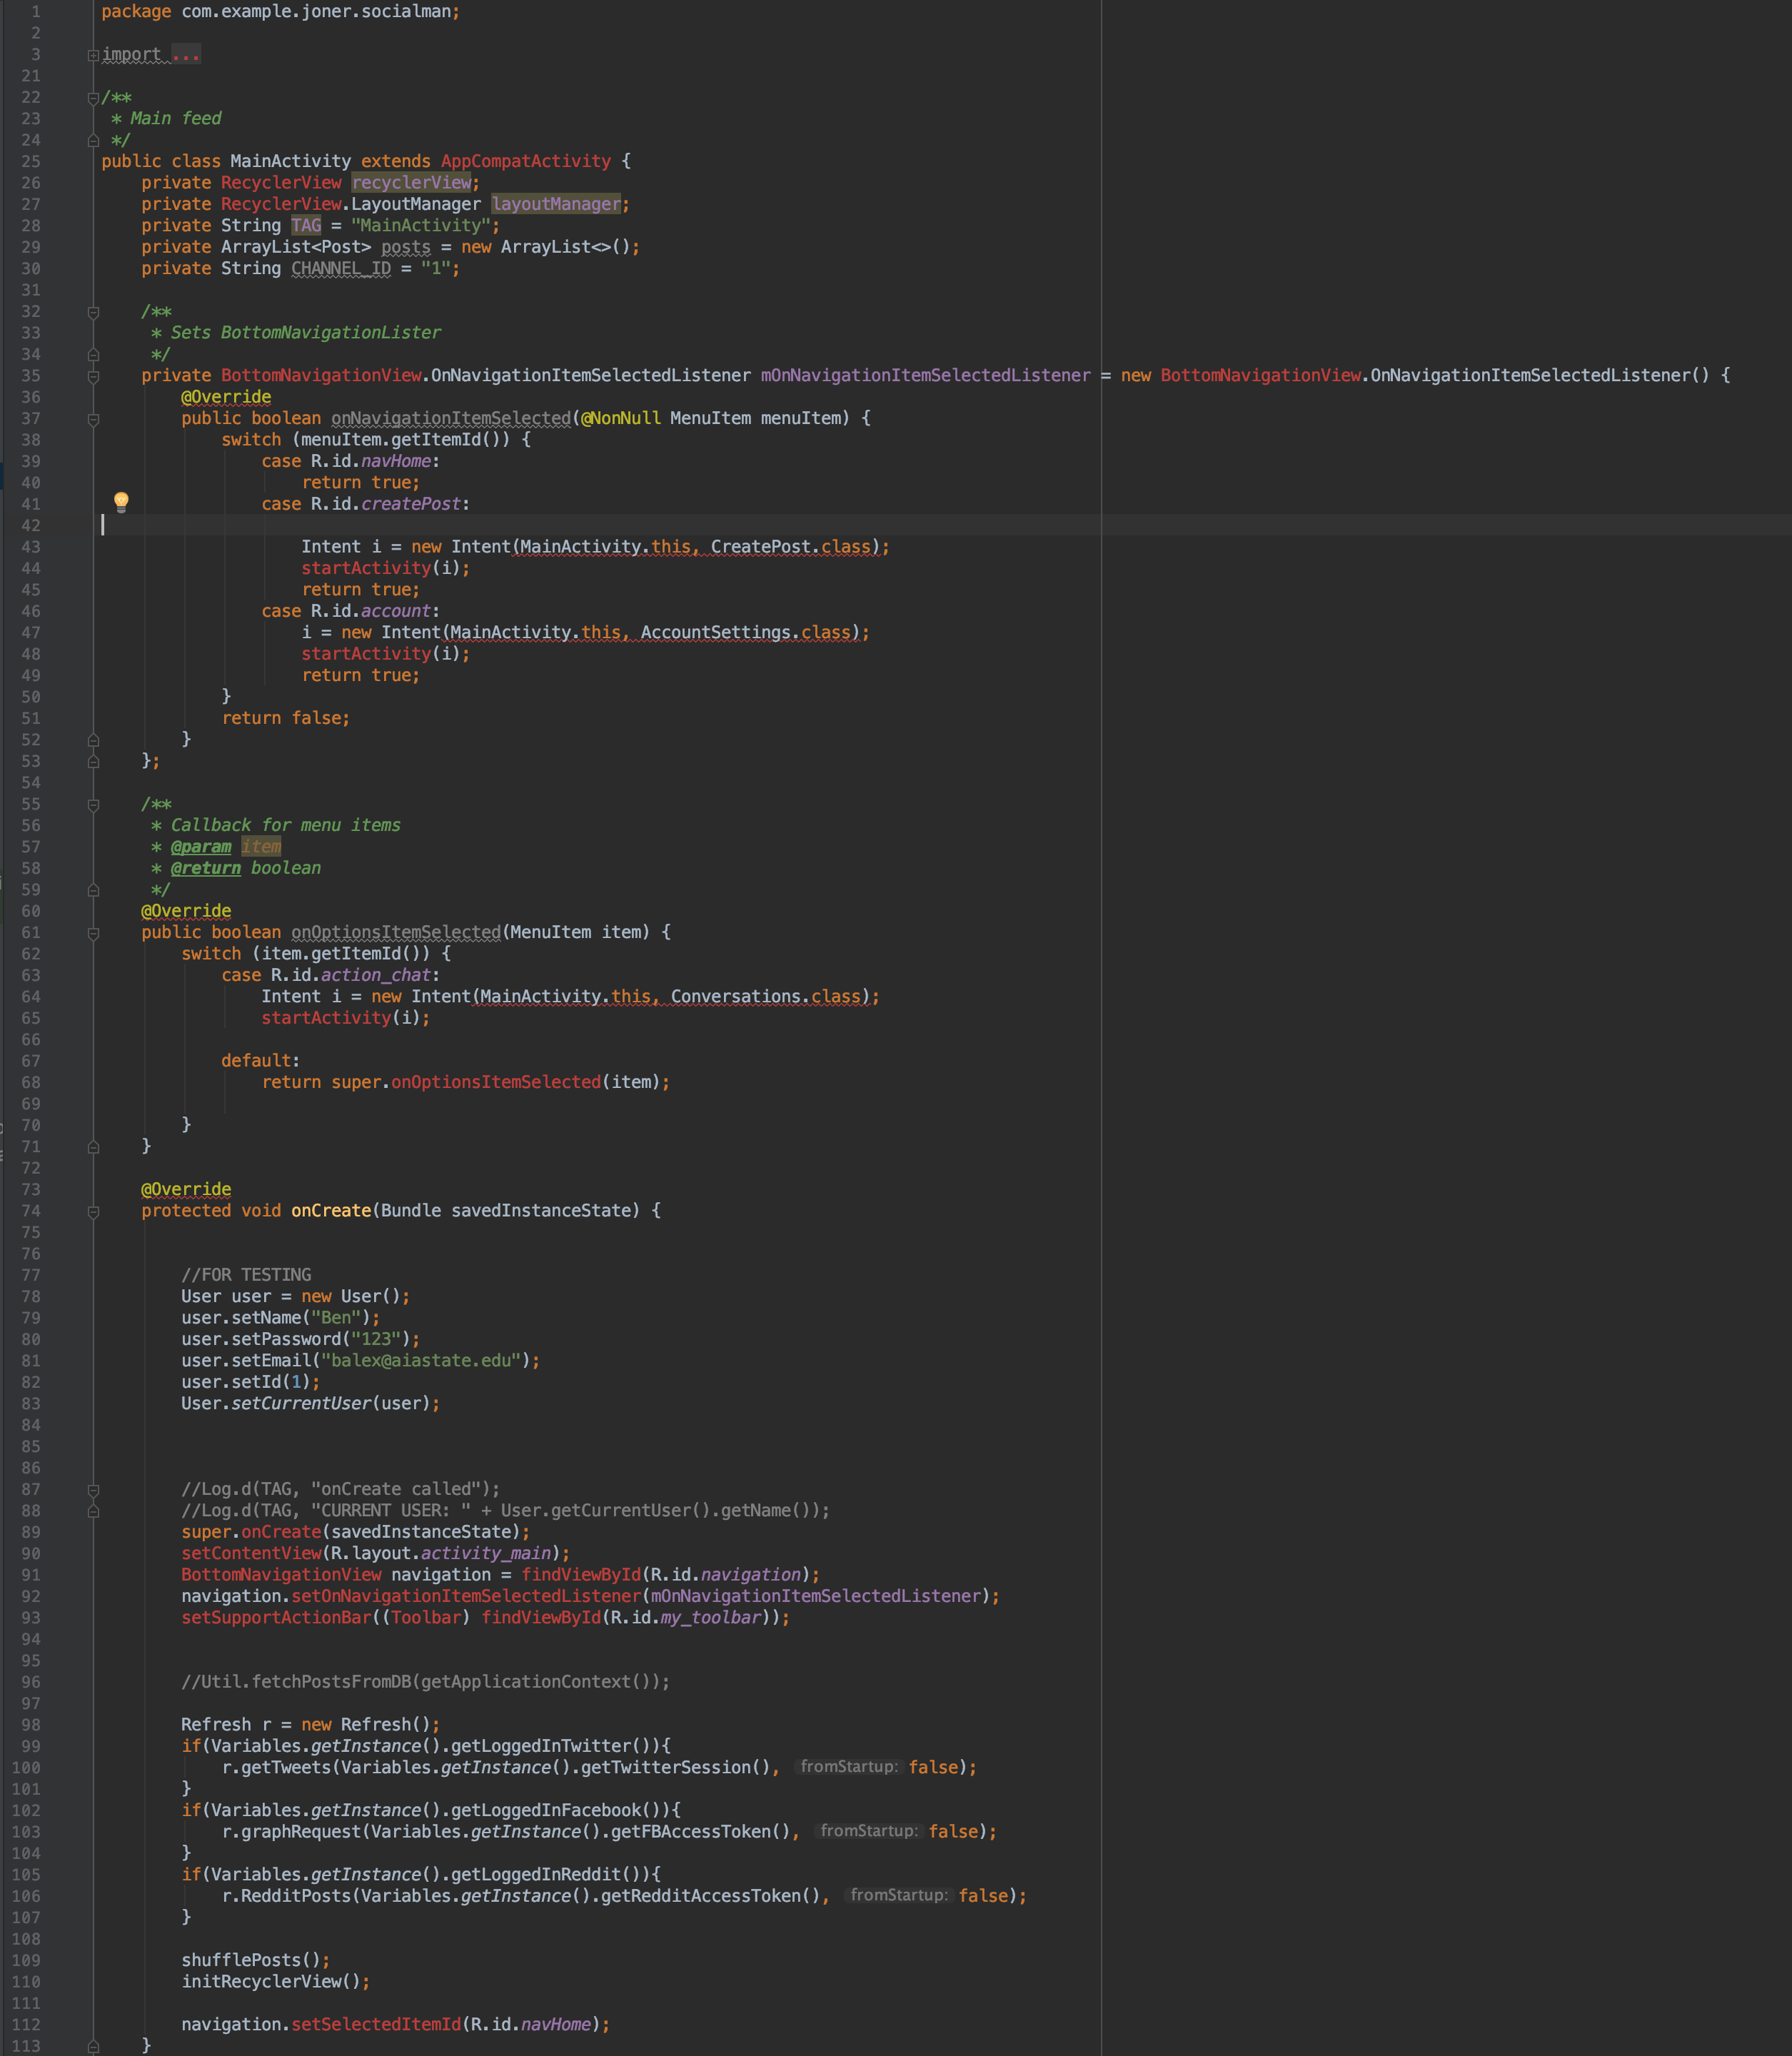 1 package com.example.joner.socialman;
2
3 import ...
21
22 /**
23  * Main feed
24  */
25 public class MainActivity extends AppCompatActivity {
26     private RecyclerView recyclerView;
27     private RecyclerView.LayoutManager layoutManager;
28     private String TAG = "MainActivity";
29     private ArrayList<Post> posts = new ArrayList<>();
30     private String CHANNEL_ID = "1";
31
32     /**
33      * Sets BottomNavigationLister
34      */
35     private BottomNavigationView.OnNavigationItemSelectedListener mOnNavigationItemSelectedListener = new BottomNavigationView.OnNavigationItemSelectedListener() {
36         @Override
37         public boolean onNavigationItemSelected(@NonNull MenuItem menuItem) {
38             switch (menuItem.getItemId()) {
39                 case R.id.navHome:
40                     return true;
41                 case R.id.createPost:
42
43                     Intent i = new Intent(MainActivity.this, CreatePost.class);
44                     startActivity(i);
45                     return true;
46                 case R.id.account:
47                     i = new Intent(MainActivity.this, AccountSettings.class);
48                     startActivity(i);
49                     return true;
50             }
51             return false;
52         }
53     };
54
55     /**
56      * Callback for menu items
57      * @param item
58      * @return boolean
59      */
60     @Override
61     public boolean onOptionsItemSelected(MenuItem item) {
62         switch (item.getItemId()) {
63             case R.id.action_chat:
64                 Intent i = new Intent(MainActivity.this, Conversations.class);
65                 startActivity(i);
66
67             default:
68                 return super.onOptionsItemSelected(item);
69
70         }
71     }
72
73     @Override
74     protected void onCreate(Bundle savedInstanceState) {
75
76
77         //FOR TESTING
78         User user = new User();
79         user.setName("Ben");
80         user.setPassword("123");
81         user.setEmail("balex@aiastate.edu");
82         user.setId(1);
83         User.setCurrentUser(user);
84
85
86
87         //Log.d(TAG, "onCreate called");
88         //Log.d(TAG, "CURRENT USER: " + User.getCurrentUser().getName());
89         super.onCreate(savedInstanceState);
90         setContentView(R.layout.activity_main);
91         BottomNavigationView navigation = findViewById(R.id.navigation);
92         navigation.setOnNavigationItemSelectedListener(mOnNavigationItemSelectedListener);
93         setSupportActionBar((Toolbar) findViewById(R.id.my_toolbar));
94
95
96         //Util.fetchPostsFromDB(getApplicationContext());
97
98         Refresh r = new Refresh();
99         if(Variables.getInstance().getLoggedInTwitter()){
100             r.getTweets(Variables.getInstance().getTwitterSession(), fromStartup: false);
101         }
102         if(Variables.getInstance().getLoggedInFacebook()){
103             r.graphRequest(Variables.getInstance().getFBAccessToken(), fromStartup: false);
104         }
105         if(Variables.getInstance().getLoggedInReddit()){
106             r.RedditPosts(Variables.getInstance().getRedditAccessToken(), fromStartup: false);
107         }
108
109         shufflePosts();
110         initRecyclerView();
111
112         navigation.setSelectedItemId(R.id.navHome);
113     }